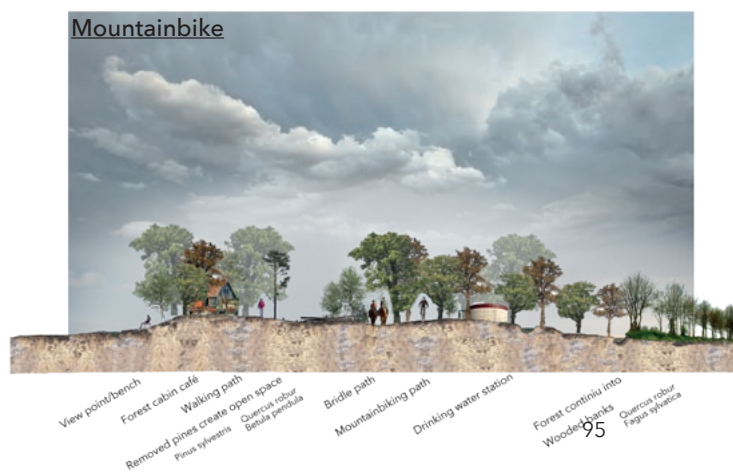 Mountainbike
View point/bench
Forest cabin café
Walking path
Removed pines create open space
Pinus sylvestris
Quercus robur
Betula pendula
Bridle path
Mountainbiking path
Drinking water station
Forest continiu into
Wooded banks
Quercus robur
Fagus sylvatica
95